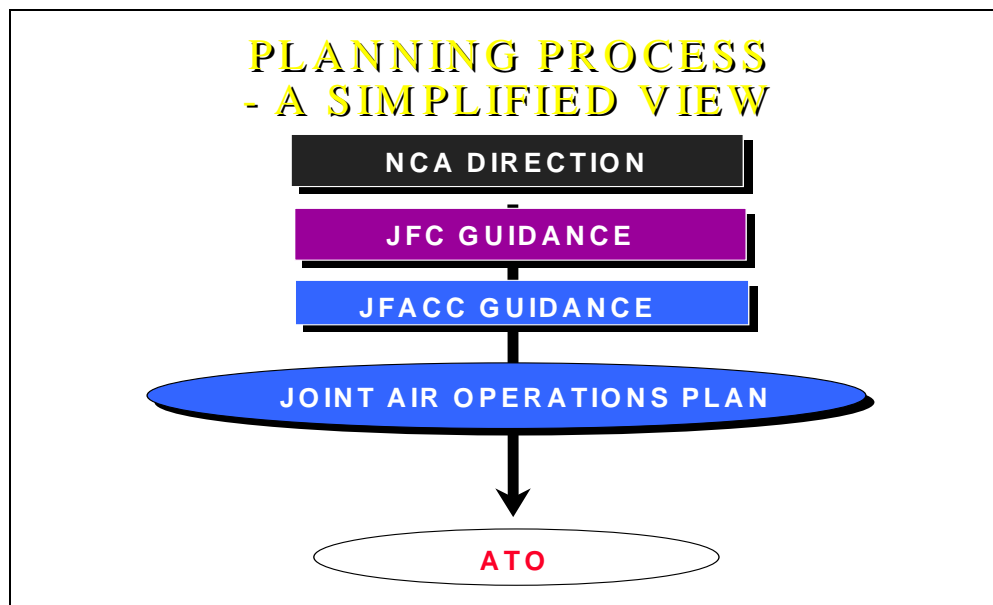 PLANNING PROCESS
- A SIMPLIFIED VIEW
NCA DIRECTION
JFC GUIDANCE
JFACC GUIDANCE
JOINT AIR OPERATIONS PLAN
ATO